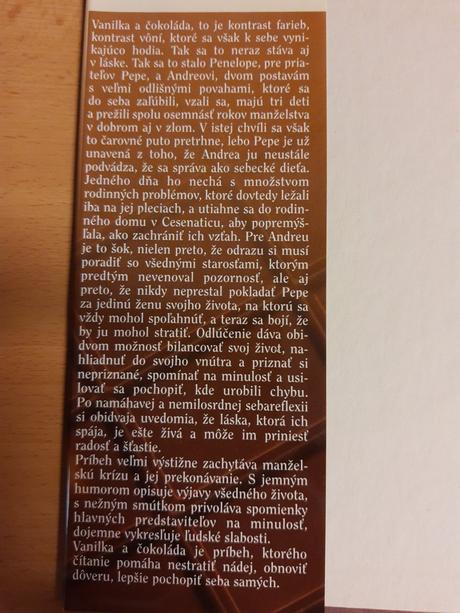 Vanilka a čokoláda, to je kontrast farieb,
kontrast vôní, ktoré sa však k sebe vyni-
kajúco hodia. Tak sa to neraz stáva aj
v láske. Tak sa to stalo Penelope, pre pria-
teľov Pepe, a Andreovi, dvom postavám
s veľmi odlišnými povahami, ktoré sa
do seba zaľúbili, vzali sa, majú tri deti
a prežili spolu osemnásť rokov manželstva
v dobrom aj v zlom. V istej chvíli sa však
to čarovné puto pretrhne, lebo Pepe je už
unavená z toho, že Andrea ju neustále
podvádza, že sa správa ako sebecké dieťa.
Jedného dňa ho nechá s množstvom
rodinných problémov, ktoré dovtedy ležali
iba na jej pleciach, a utiahne sa do rodin-
ného domu v Cesenaticu, aby popremýš-
ľala, ako zachrániť ich vzťah. Pre Andreu
je to šok, nielen preto, že odrazu si musí
poradiť so všednými starosťami, ktorým
predtým nevenoval pozornosť, ale aj
preto, že nikdy neprestal pokladať Pepe
za jedinú ženu svojho života, na ktorú sa
vždy mohol spoľahnúť, a teraz sa bojí, že
by ju mohol stratiť. Odlúčenie dáva obi-
dvom možnosť bilancovať svoj život, na-
hliadnuť do svojho vnútra a priznať si
nepriznané, spomínať na minulosť a usi-
lovať sa pochopiť, kde urobili chybu.
Po namáhavej a nemilosrdnej sebareflexii
si obidvaja uvedomia, že láska, ktorá ich
spája, je ešte živá a môže im priniesť
radosť a šťastie.
Príbeh veľmi výstižne zachytáva manžel-
skú krízu a jej prekonávanie. S jemným
humorom opisuje výjavy všedného života,
s nežným smútkom privoláva spomienky
hlavných predstaviteľov na minulosť,
dojemne vykresľuje ľudské slabosti.
Vanilka a čokoláda je príbeh, ktorého
čítanie pomáha nestratiť nádej, obnoviť
dôveru, lepšie pochopiť seba samých.